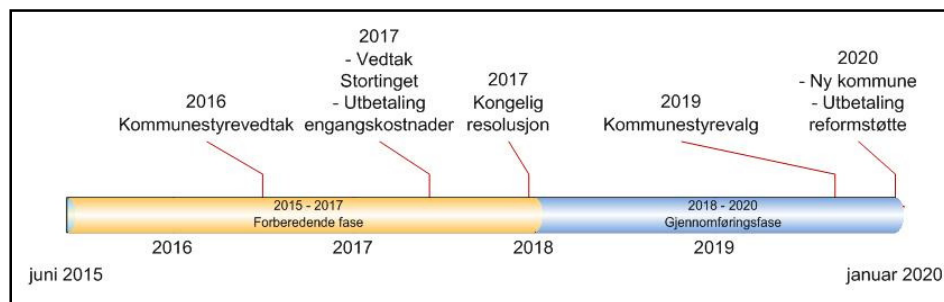 2016
Kommunestyrevedtak
2017
- Vedtak
Stortinget
- Utbetaling
engangskostnader
2017
Kongelig
resolusjon
2019
Kommunestyrevalg
2020
- Ny kommune
- Utbetaling
reformstøtte
2015 - 2017
Forberedende fase
2018 - 2020
Gjennomføringsfase
2016
2017
2018
2019
juni 2015
januar 2020